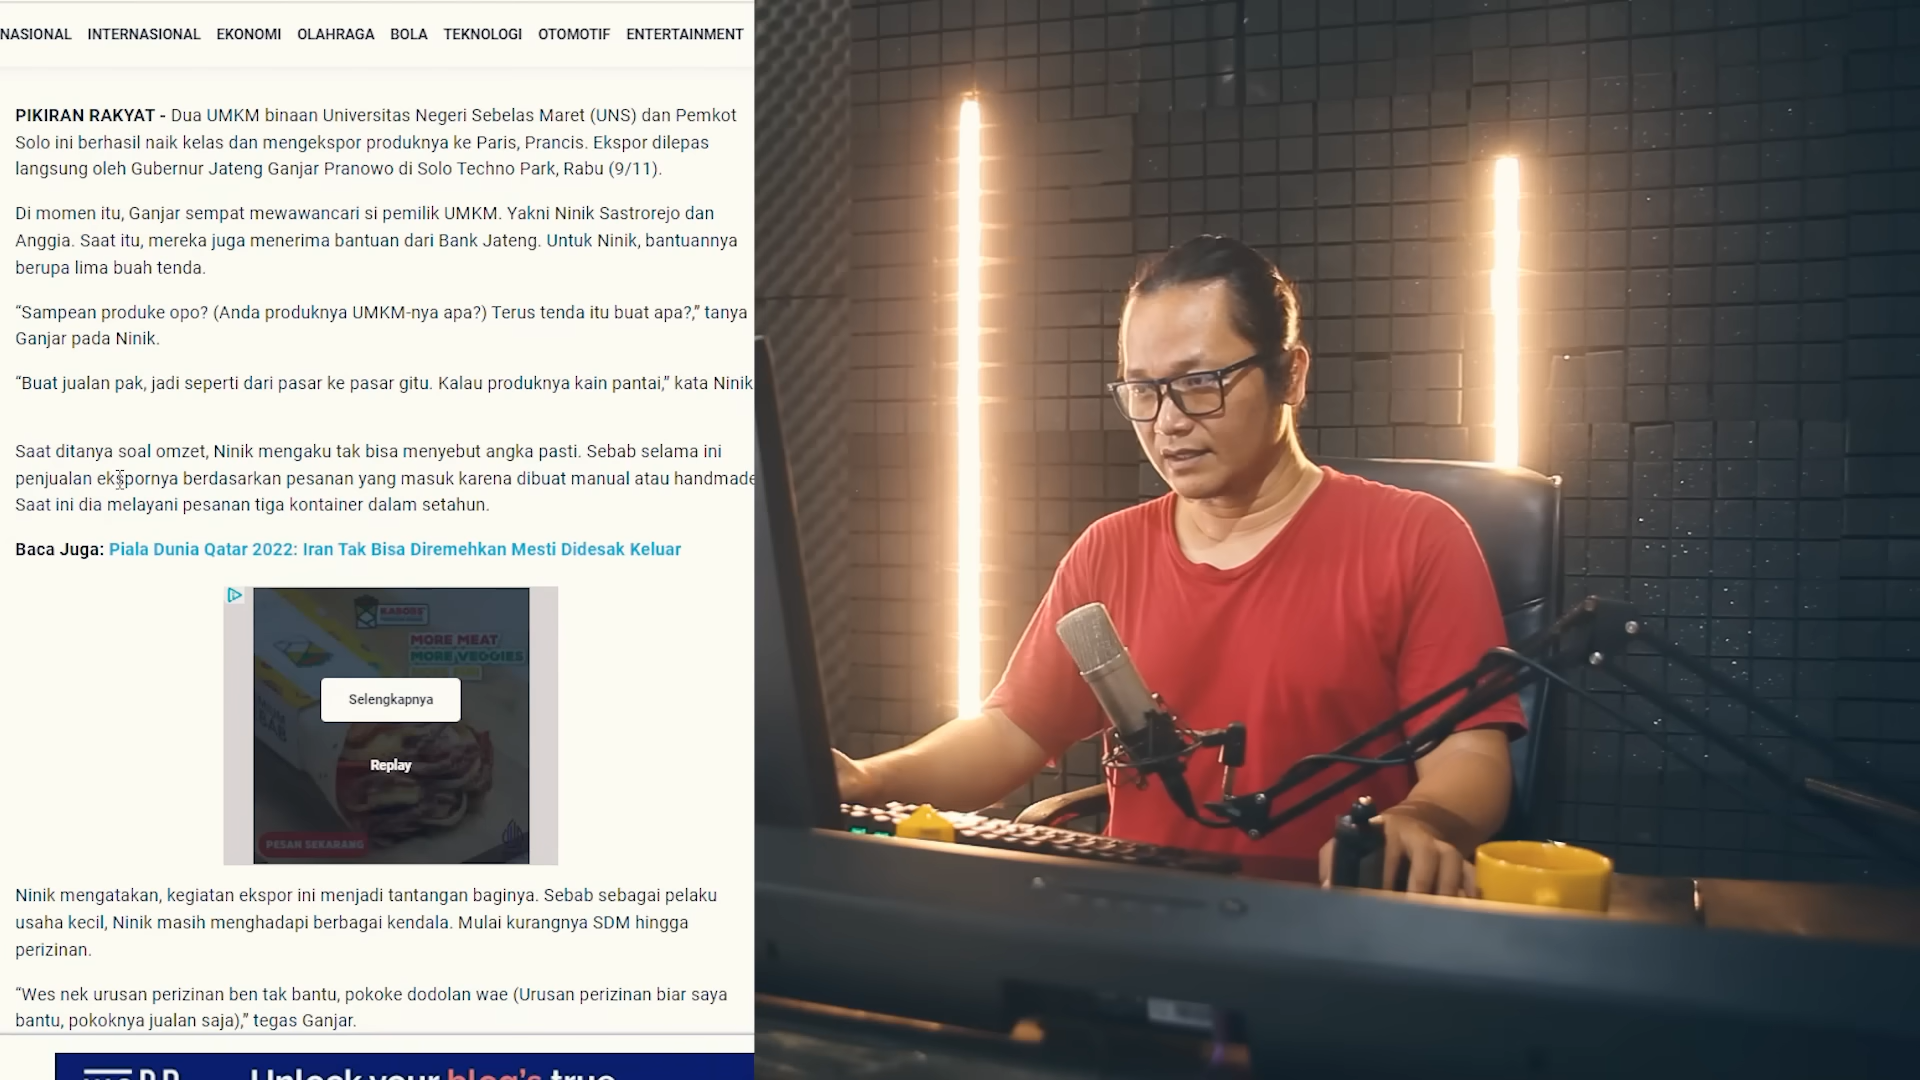 NASIONAL INTERNASIONAL EKONOMI OLAHRAGA BOLA TEKNOLOGI OTOMOTIF ENTERTAINMENT
PIKIRAN RAKYAT - Dua UMKM binaan Universitas Negeri Sebelas Maret (UNS) dan Pemkot
Solo ini berhasil naik kelas dan mengekspor produknya ke Paris, Prancis. Ekspor dilepas
langsung oleh Gubernur Jateng Ganjar Pranowo di Solo Techno Park, Rabu (9/11).
Di momen itu, Ganjar sempat mewawancari si pemilik UMKM. Yakni Ninik Sastrorejo dan
Anggia. Saat itu, mereka juga menerima bantuan dari Bank Jateng. Untuk Ninik, bantuannya
berupa lima buah tenda.
“Sampean produke opo? (Anda produknya UMKM-nya apa?) Terus tenda itu buat apa?,” tanya
Ganjar pada Ninik.
“Buat jualan pak, jadi seperti dari pasar ke pasar gitu. Kalau produknya kain pantai,” kata Ninik
Saat ditanya soal omzet, Ninik mengaku tak bisa menyebut angka pasti. Sebab selama ini
penjualan ekspornya berdasarkan pesanan yang masuk karena dibuat manual atau handmade
Saat ini dia melayani pesanan tiga kontainer dalam setahun.
Baca Juga: Piala Dunia Qatar 2022: Iran Tak Bisa Diremehkan Mesti Didesak Keluar
MORE MEAT
MORE VEGGIES
Selengkapnya
Replay
PESAN SEKARANG
Ninik mengatakan, kegiatan ekspor ini menjadi tantangan baginya. Sebab sebagai pelaku
usaha kecil, Ninik masih menghadapi berbagai kendala. Mulai kurangnya SDM hingga
perizinan.
“Wes nek urusan perizinan ben tak bantu, pokoke dodolan wae (Urusan perizinan biar saya
bantu, pokoknya jualan saja),” tegas Ganjar.
Unlock your blog's true